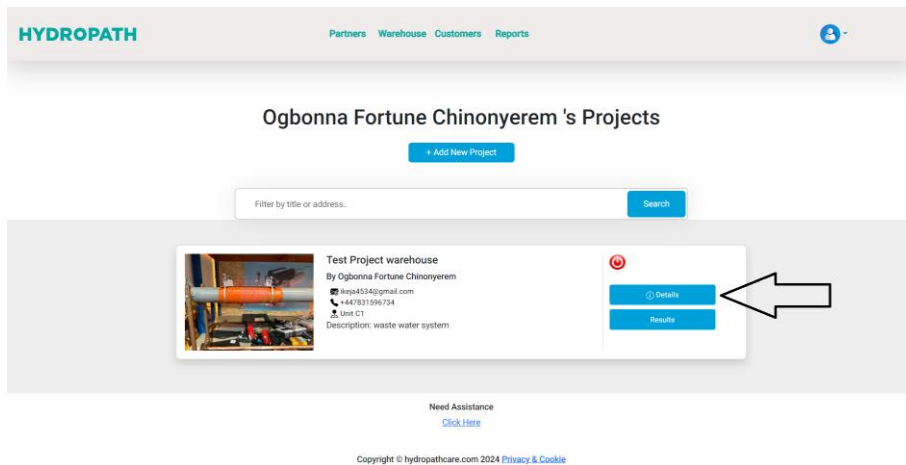 HYDROPATH
Partners Warehouse Customers Reports
Ogbonna Fortune Chinonyerem 's Projects
+ Add New Project
Filter by title or address..
Search
Test Project warehouse
By Ogbonna Fortune Chinonyerem
ikeja4534@gmail.com
+447831596734
Unit C1
Description: waste water system
Details
Results
Need Assistance
Click Here
Copyright © hydropathcare.com 2024 Privacy & Cookie